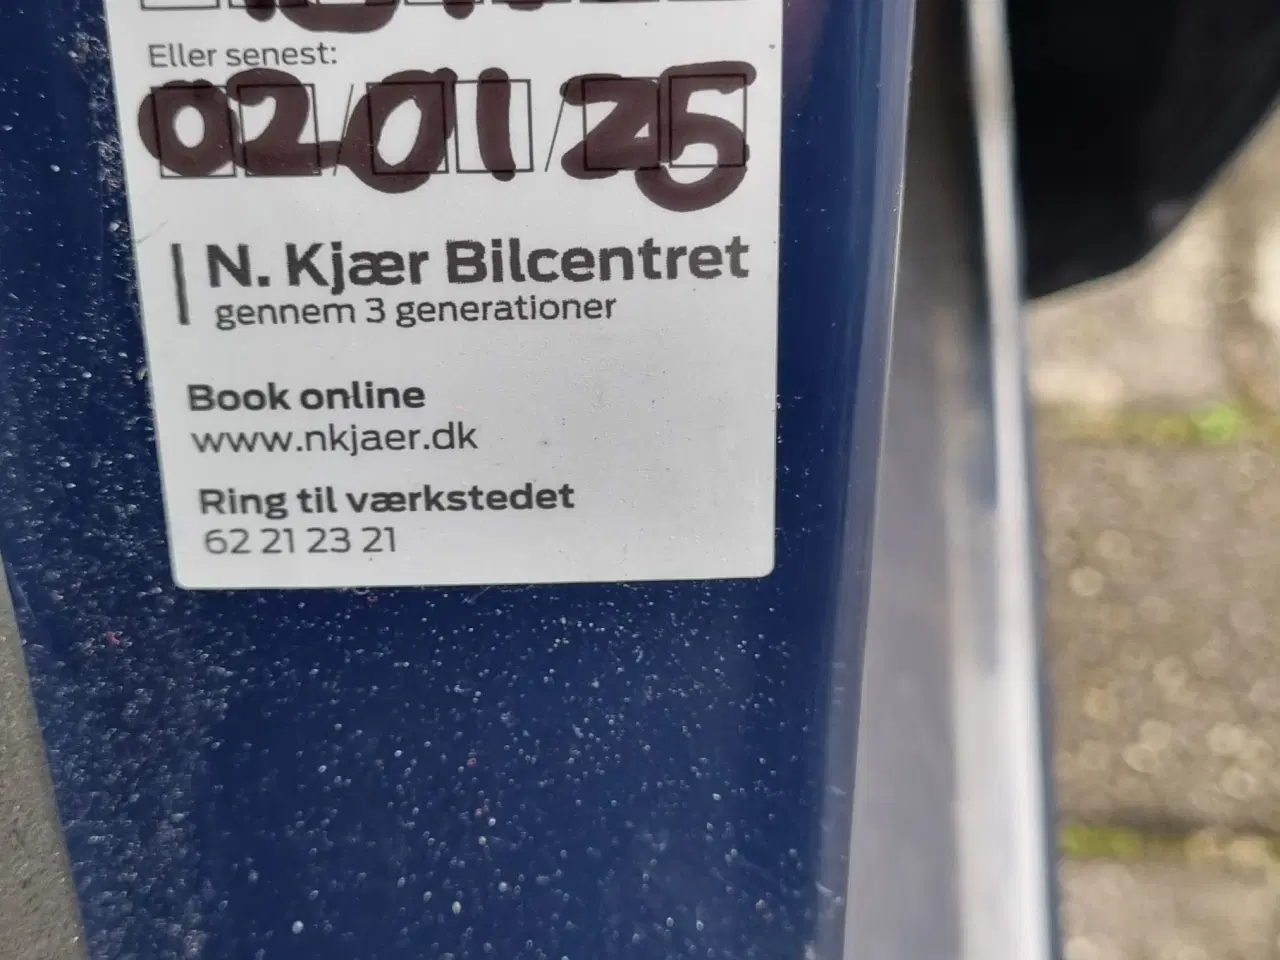 Eller senest:
02/01/25
N. Kjær Bilcentret
gennem 3 generationer
Book online
www.nkjaer.dk
Ring til værkstedet
62 21 23 21